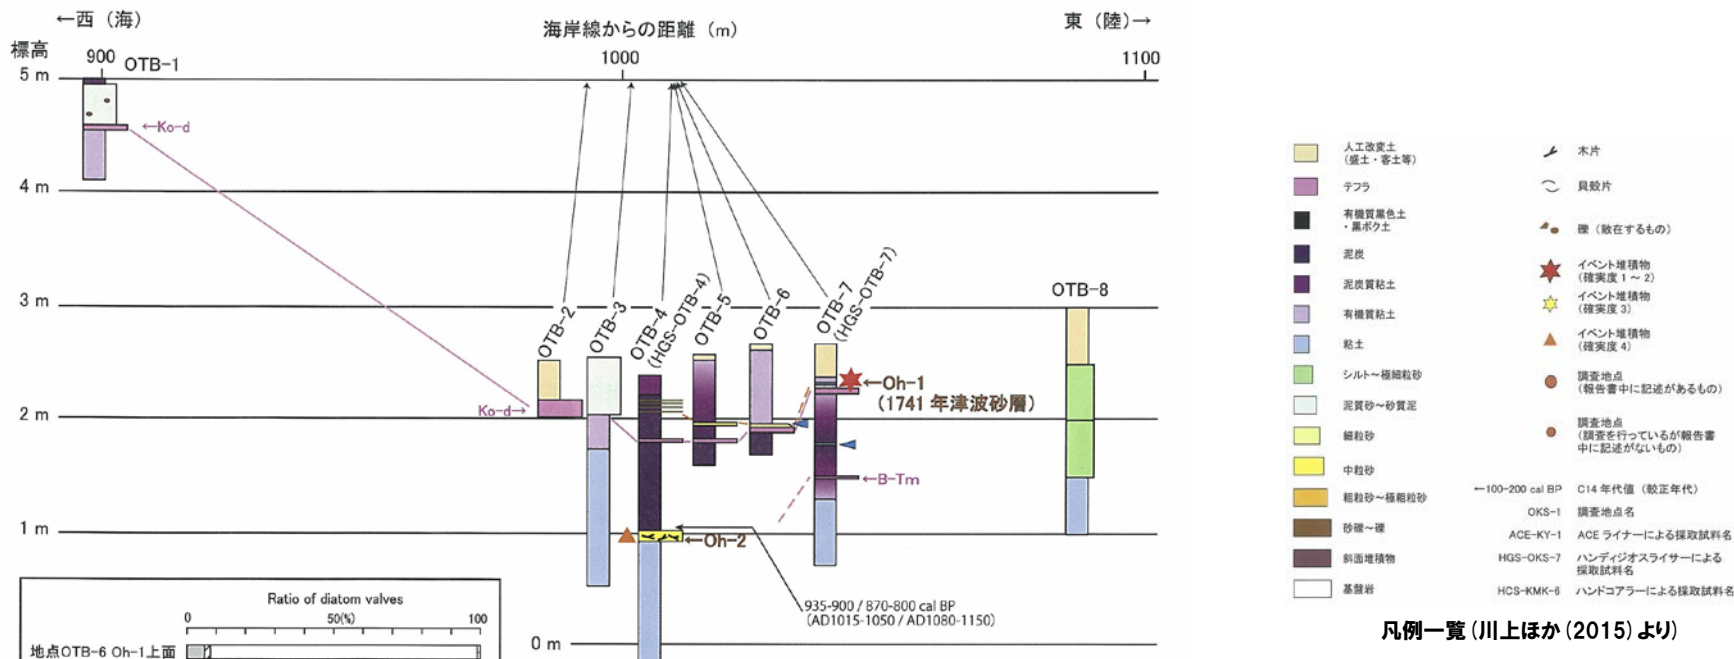 ←西（海）
海岸線からの距離（m）
東（陸）→
標高
900
OTB-1
1000
1100
5 m
←Ko-d
4 m
3 m
OTB-2
OTB-3
OTB-4
(HGS-OTB-4)
OTB-5
OTB-6
OTB-7
(HGS-OTB-7)
OTB-8
←Oh-1
（1741 年津波砂層）
Ko-d→
2 m
←B-Tm
1 m
←Oh-2
935-900 / 870-800 cal BP
(AD1015-1050 / AD1080-1150)
0 m
Ratio of diatom valves
0
50(%)
100
地点OTB-6 Oh-1上面
人工改変土
（盛土・客土等）
テフラ
有機質黒色土
・黒ボク土
泥炭
泥炭質粘土
有機質粘土
粘土
シルト～極細粒砂
泥質砂～砂質泥
細粒砂
中粒砂
粗粒砂～極粗粒砂
砂礫～礫
斜面堆積物
基盤岩
木片
貝殻片
礫（散在するもの）
イベント堆積物
（確実度 1 ～ 2）
イベント堆積物
（確実度 3）
イベント堆積物
（確実度 4）
調査地点
（報告書中に記述があるもの）
調査地点
（調査を行っているが報告書
中に記述がないもの）
←100-200 cal BP C14 年代値（較正年代）
OKS-1 調査地点名
ACE-KY-1 ACE ライナーによる採取試料名
HGS-OKS-7 ハンディジオスライサーによる
採取試料名
HCS-KMK-6 ハンドコアラーによる採取試料名
凡例一覧（川上ほか（2015）より）